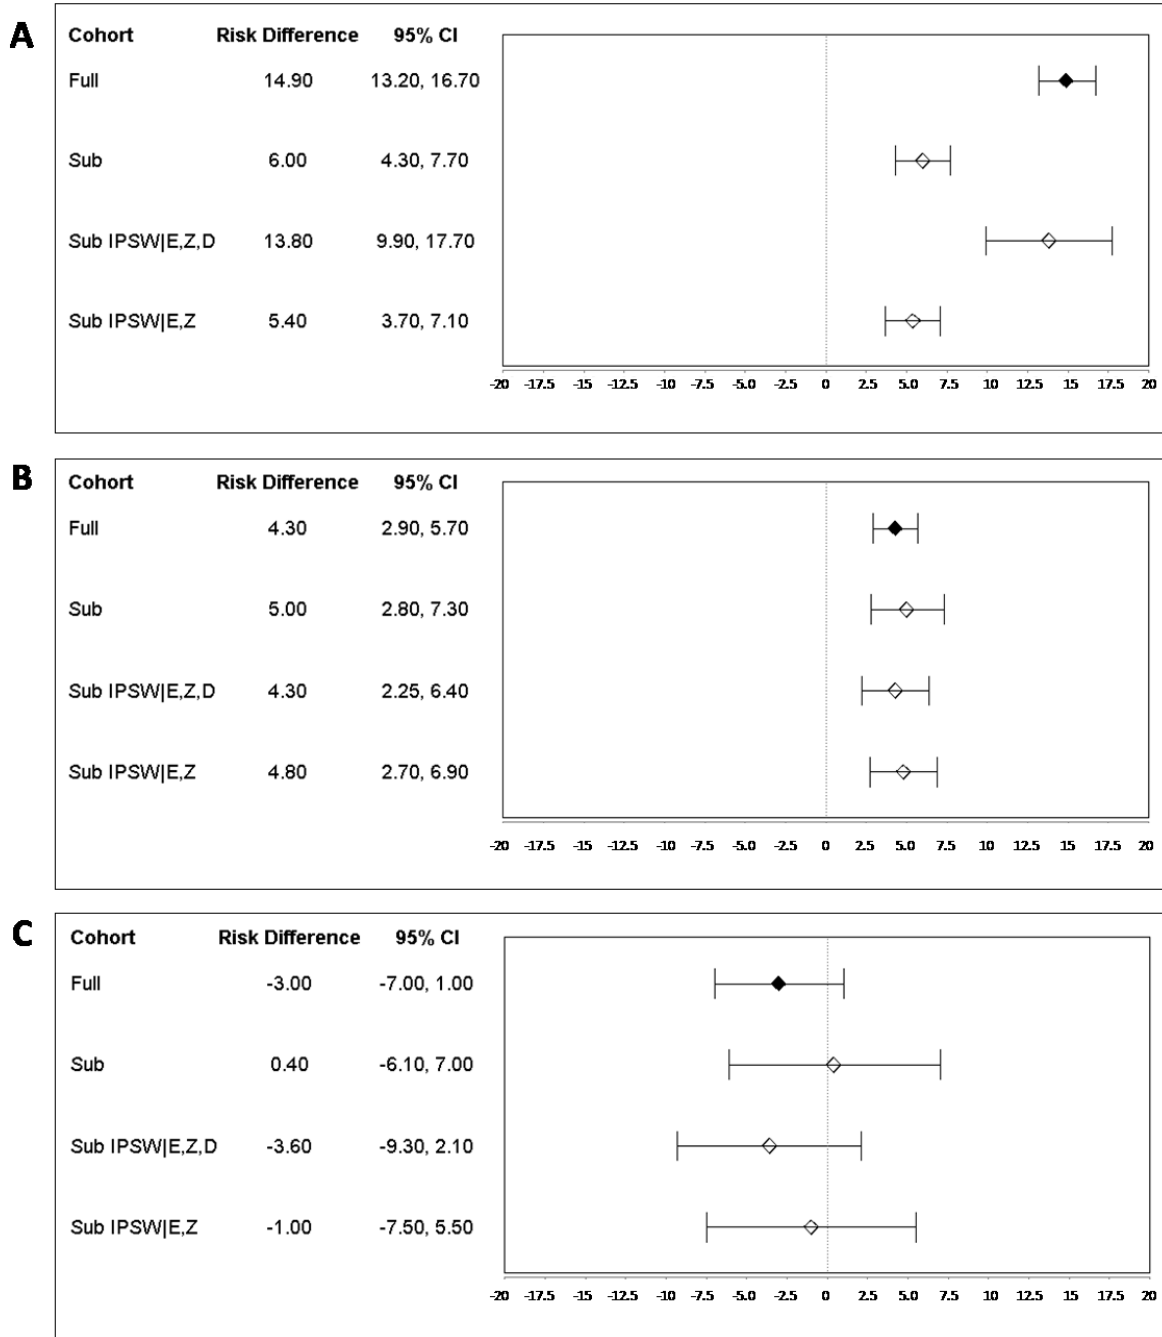 A
Cohort Risk Difference 95% CI
Full 14.90 13.20, 16.70
Sub 6.00 4.30, 7.70
Sub IPSW|E,Z,D 13.80 9.90, 17.70
Sub IPSW|E,Z 5.40 3.70, 7.10
-20 -17.5 -15 -12.5 -10 -7.5 -5.0 -2.5 0 2.5 5.0 7.5 10 12.5 15 17.5 20
B
Cohort Risk Difference 95% CI
Full 4.30 2.90, 5.70
Sub 5.00 2.80, 7.30
Sub IPSW|E,Z,D 4.30 2.25, 6.40
Sub IPSW|E,Z 4.80 2.70, 6.90
-20 -17.5 -15 -12.5 -10 -7.5 -5.0 -2.5 0 2.5 5.0 7.5 10 12.5 15 17.5 20
C
Cohort Risk Difference 95% CI
Full -3.00 -7.00, 1.00
Sub 0.40 -6.10, 7.00
Sub IPSW|E,Z,D -3.60 -9.30, 2.10
Sub IPSW|E,Z -1.00 -7.50, 5.50
-20 -17.5 -15 -12.5 -10 -7.5 -5.0 -2.5 0 2.5 5.0 7.5 10 12.5 15 17.5 20